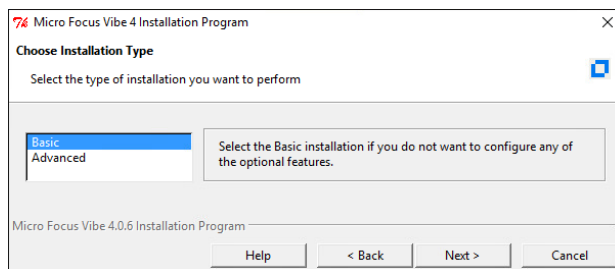 Micro Focus Vibe 4 Installation Program
Choose Installation Type
Select the type of installation you want to perform
Basic
Advanced
Select the Basic installation if you do not want to configure any of
the optional features.
Micro Focus Vibe 4.0.6 Installation Program
Help < Back Next > Cancel